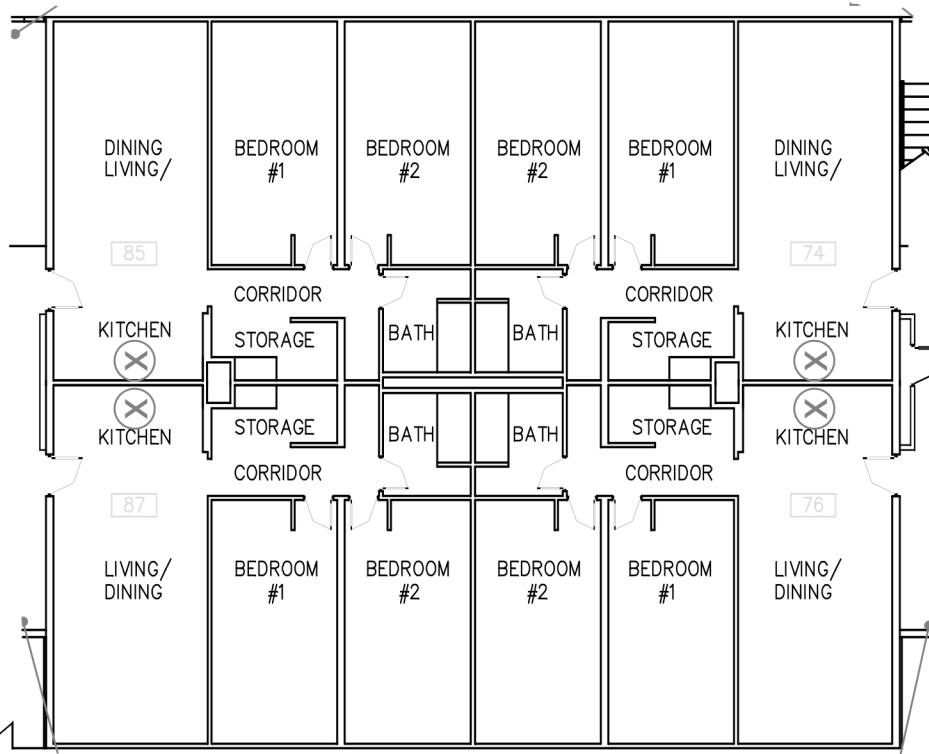 DINING
LIVING/
BEDROOM
#1
BEDROOM
#2
BEDROOM
#2
BEDROOM
#1
DINING
LIVING/
85
74
CORRIDOR
CORRIDOR
KITCHEN
STORAGE
BATH
BATH
STORAGE
KITCHEN
X
X
X
X
KITCHEN
STORAGE
BATH
BATH
STORAGE
KITCHEN
CORRIDOR
CORRIDOR
87
76
LIVING/
DINING
BEDROOM
#1
BEDROOM
#2
BEDROOM
#2
BEDROOM
#1
LIVING/
DINING